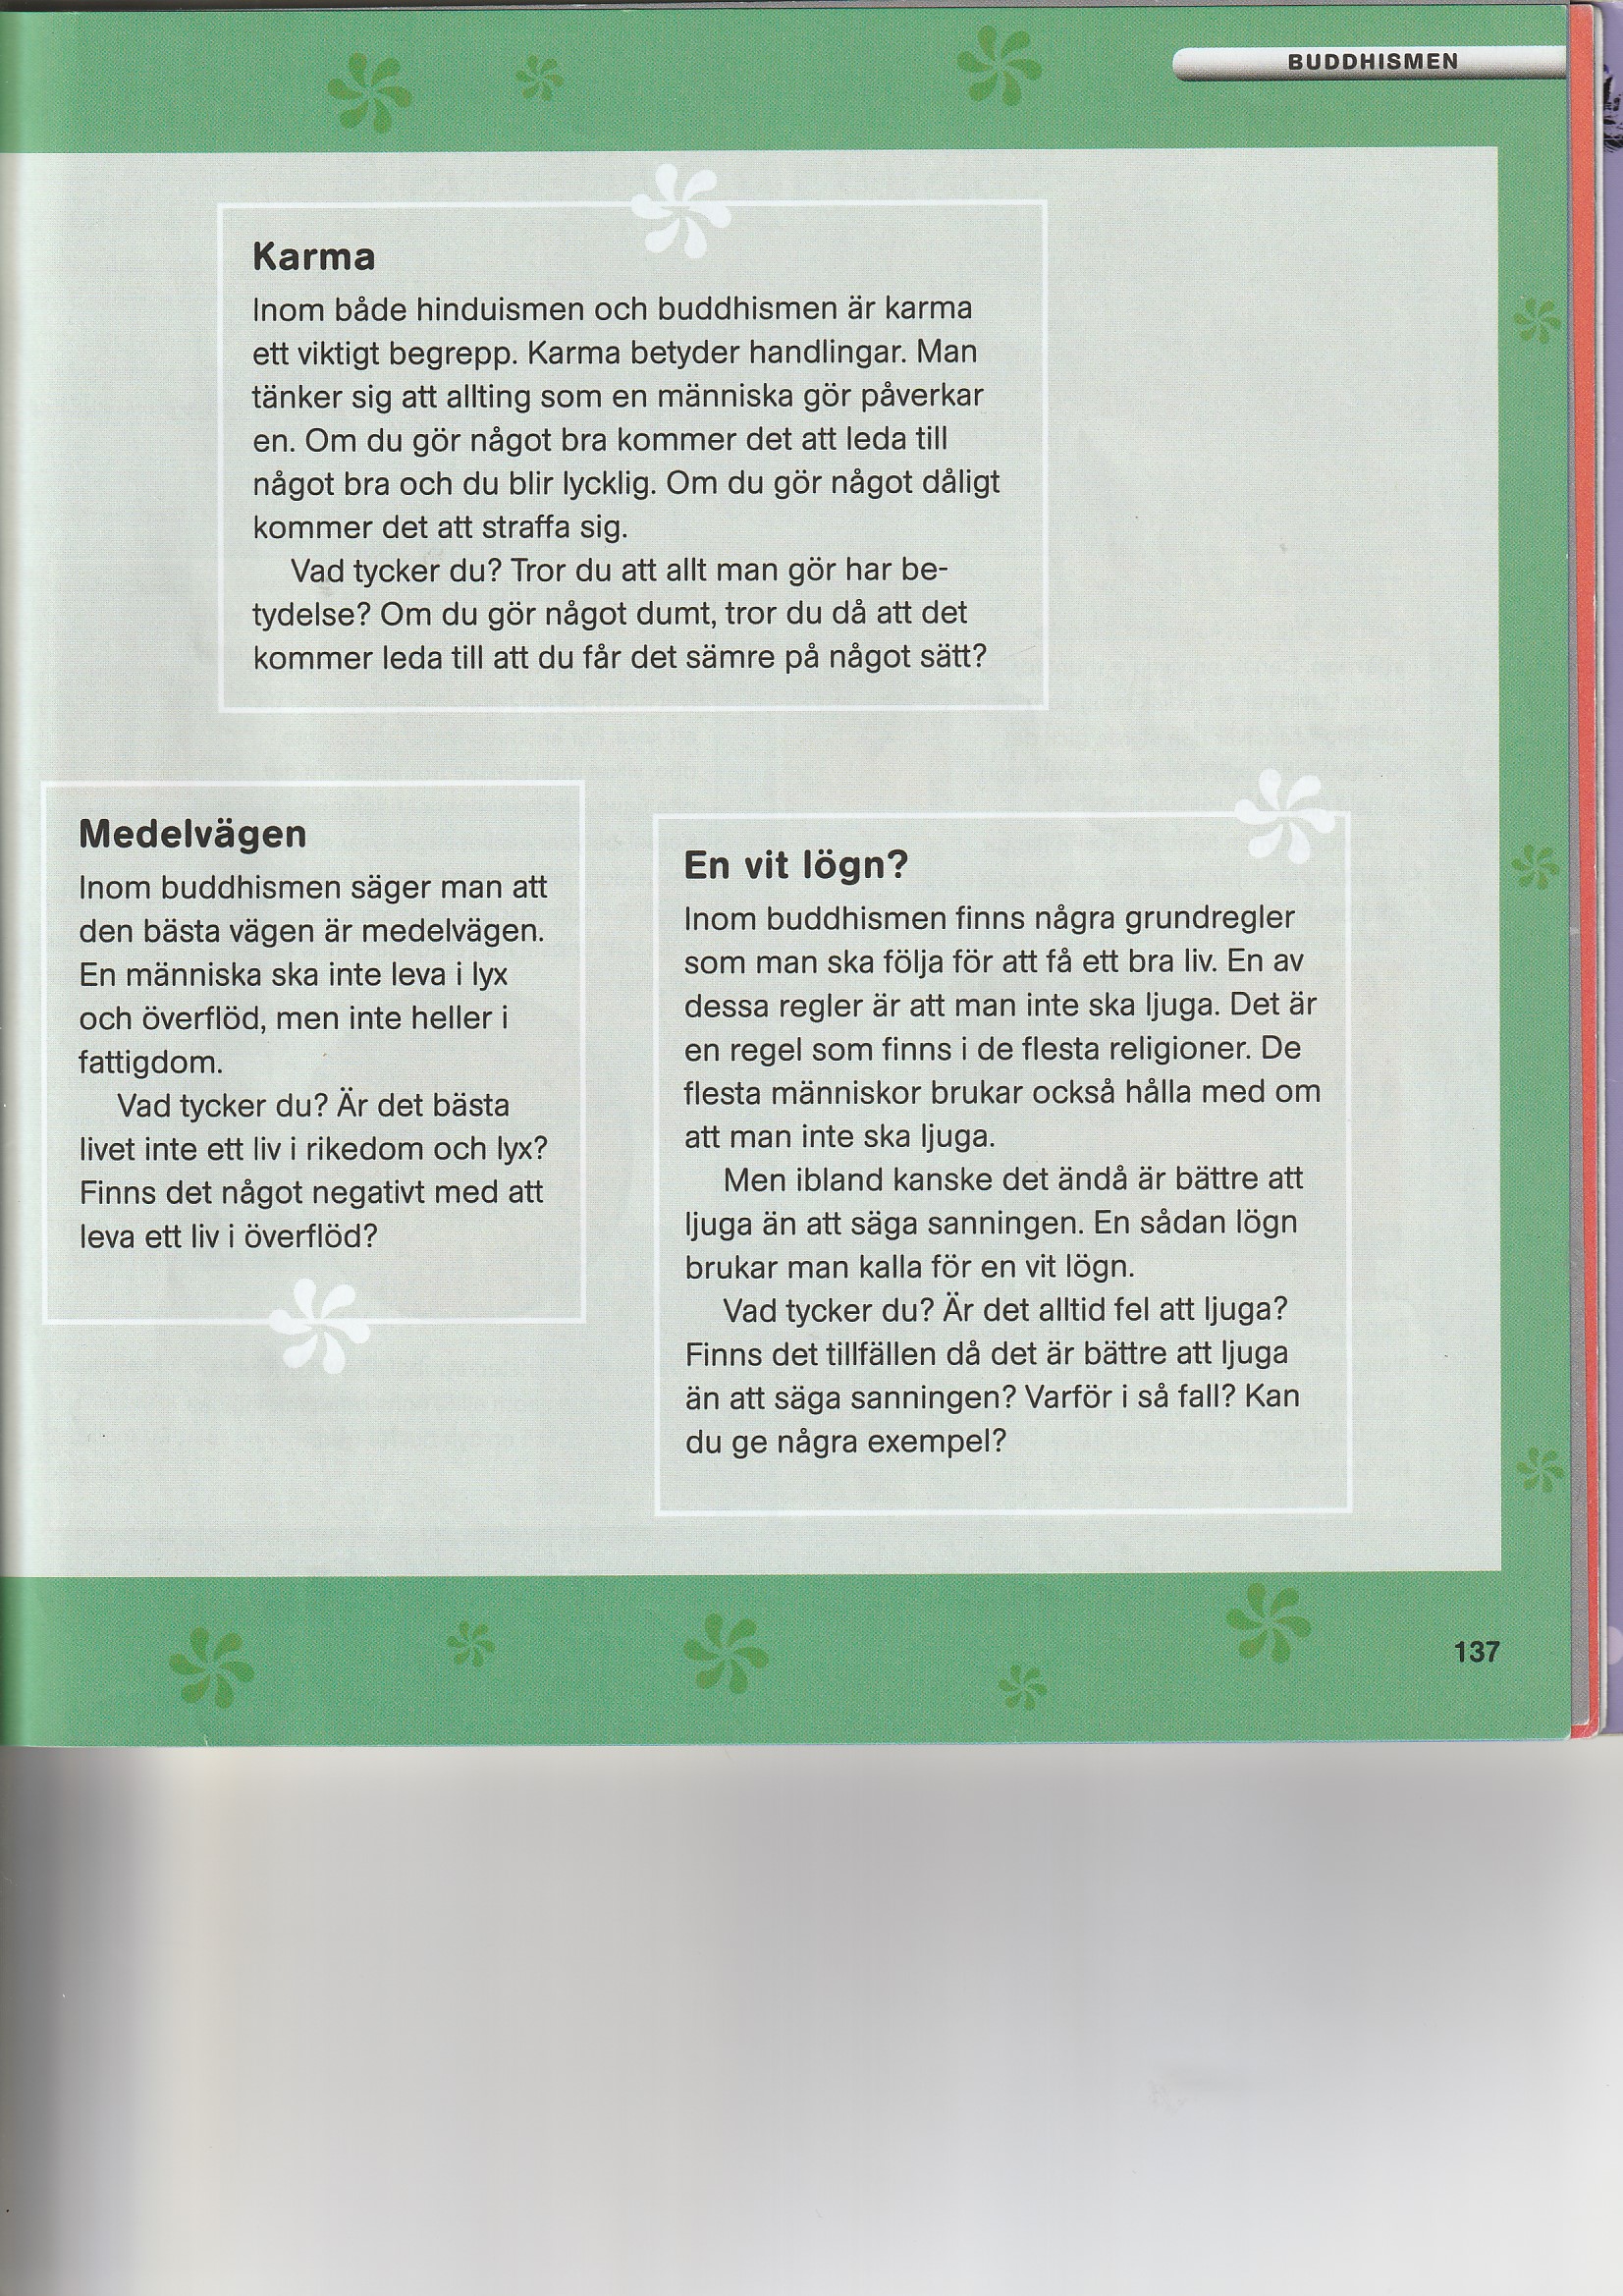 BUDDHISMEN
Karma
Inom både hinduismen och buddhismen är karma
ett viktigt begrepp. Karma betyder handlingar. Man
tänker sig att allting som en människa gör påverkar
en. Om du gör något bra kommer det att leda till
något bra och du blir lycklig. Om du gör något dåligt
kommer det att straffa sig.
Vad tycker du? Tror du att allt man gör har be-
tydelse? Om du gör något dumt, tror du då att det
kommer leda till att du får det sämre på något sätt?
Medelvägen
Inom buddhismen säger man att
den bästa vägen är medelvägen.
En människa ska inte leva i lyx
och överflöd, men inte heller i
fattigdom.
Vad tycker du? Är det bästa
livet inte ett liv i rikedom och lyx?
Finns det något negativt med att
leva ett liv i överflöd?
En vit lögn?
Inom buddhismen finns några grundregler
som man ska följa för att få ett bra liv. En av
dessa regler är att man inte ska ljuga. Det är
en regel som finns i de flesta religioner. De
flesta människor brukar också hålla med om
att man inte ska ljuga.
Men ibland kanske det ändå är bättre att
ljuga än att säga sanningen. En sådan lögn
brukar man kalla för en vit lögn.
Vad tycker du? Är det alltid fel att ljuga?
Finns det tillfällen då det är bättre att ljuga
än att säga sanningen? Varför i så fall? Kan
du ge några exempel?
137